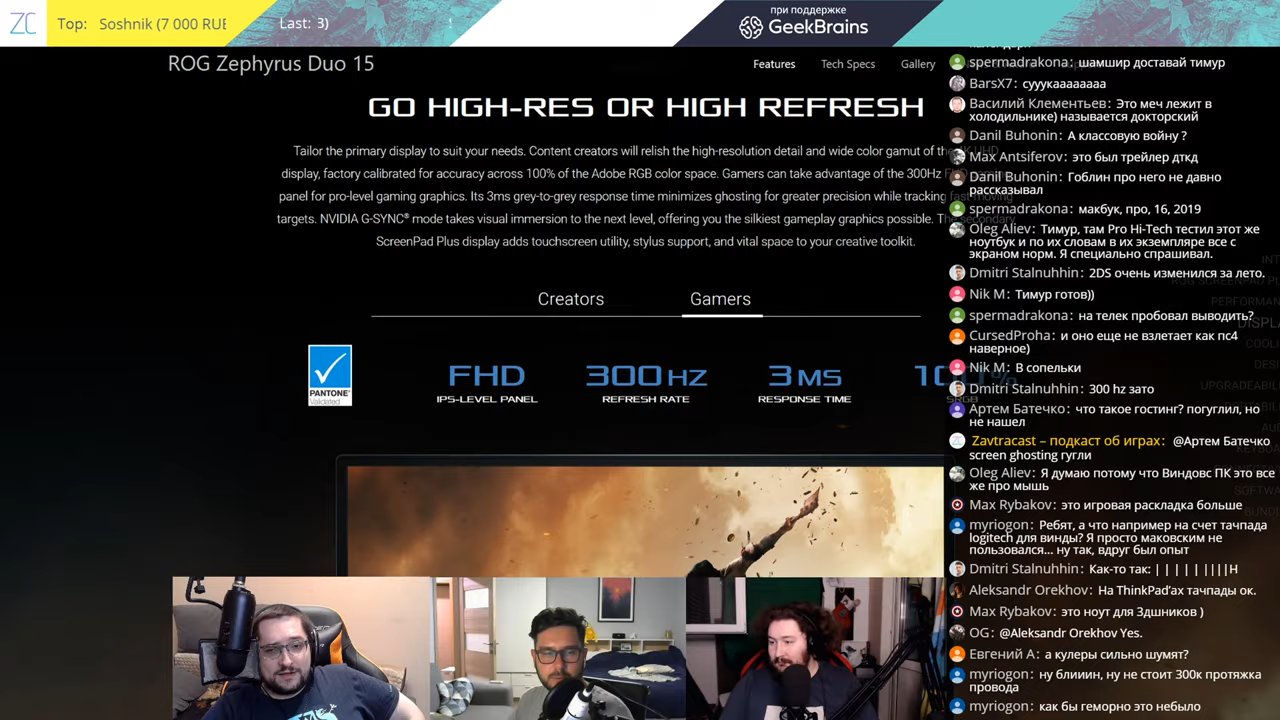 ZC
Top: Soshnik (7 000 RUB
Last: 3)
при поддержке
GeekBrains
ROG Zephyrus Duo 15
Features
Tech Specs
Gallery
GO HIGH-RES OR HIGH REFRESH
Tailor the primary display to suit your needs. Content creators will relish the high-resolution detail and wide color gamut of the UHD
display, factory calibrated for accuracy across 100% of the Adobe RGB color space. Gamers can take advantage of the 300Hz
panel for pro-level gaming graphics. Its 3ms grey-to-grey response time minimizes ghosting for greater precision while tracking fast-moving
targets. NVIDIA G-SYNC® mode takes visual immersion to the next level, offering you the silkiest gameplay graphics possible. The secondary
ScreenPad Plus display adds touchscreen utility, stylus support, and vital space to your creative toolkit.
Creators
Gamers
PANTONE
Validated
FHD
IPS-LEVEL PANEL
300HZ
REFRESH RATE
3MS
RESPONSE TIME
SRGB
spermadrakona: шамшир доставай тимур
BarsX7: сууукаааааааа
Василий Клементьев: Это меч лежит в
холодильнике) называется докторский
Danil Buhonin: А классовую войну ?
Max Antsiferov: это был трейлер дткд
Danil Buhonin: Гоблин про него не давно
рассказывал
spermadrakona: макбук, про, 16, 2019
Oleg Aliev: Тимур, там Pro Hi-Tech тестил этот же
ноутбук и по их словам в их экземпляре все с
экраном норм. Я специально спрашивал.
Dmitri Stalnuhhin: 2DS очень изменился за лето.
Nik M: Тимур готов))
spermadrakona: на телек пробовал выводить?
CursedProha: и оно еще не взлетает как пс4
наверное)
Nik M: В сопельки
Dmitri Stalnuhhin: 300 hz зато
Артем Батечко: что такое гостинг? погуглил, но
не нашел
Zavtracast – подкаст об играх: @Артем Батечко
screen ghosting гугли
Oleg Aliev: Я думаю потому что Виндовс ПК это все
же про мышь
Max Rybakov: это игровая раскладка больше
myriogon: Ребят, а что например на счет тачпада
logitech для винды? Я просто маковским не
пользовался... ну так, вдруг был опыт
Dmitri Stalnuhhin: Как-то так: | | | | | ||||Н
Aleksandr Orekhov: На ThinkPad'ах тачпады ок.
Max Rybakov: это ноут для 3дшников )
OG: @Aleksandr Orekhov Yes.
Евгений А: а кулеры сильно шумят?
myriogon: ну блииин, ну не стоит 300к протяжка
провода
myriogon: как бы геморно это небыло